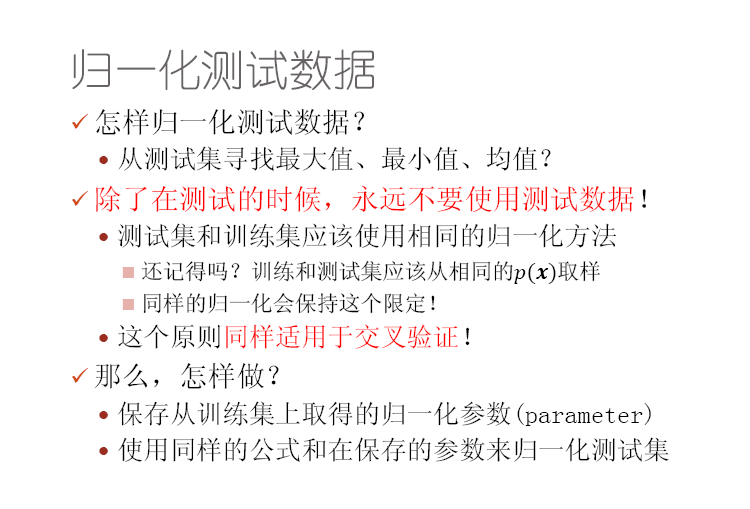 归一化测试数据
怎样归一化测试数据？
从测试集寻找最大值、最小值、均值？
除了在测试的时候，永远不要使用测试数据！
测试集和训练集应该使用相同的归一化方法
还记得吗？训练和测试集应该从相同的p(x)取样
同样的归一化会保持这个限定！
这个原则同样适用于交叉验证！
那么，怎样做？
保存从训练集上取得的归一化参数(parameter)
使用同样的公式和在保存的参数来归一化测试集